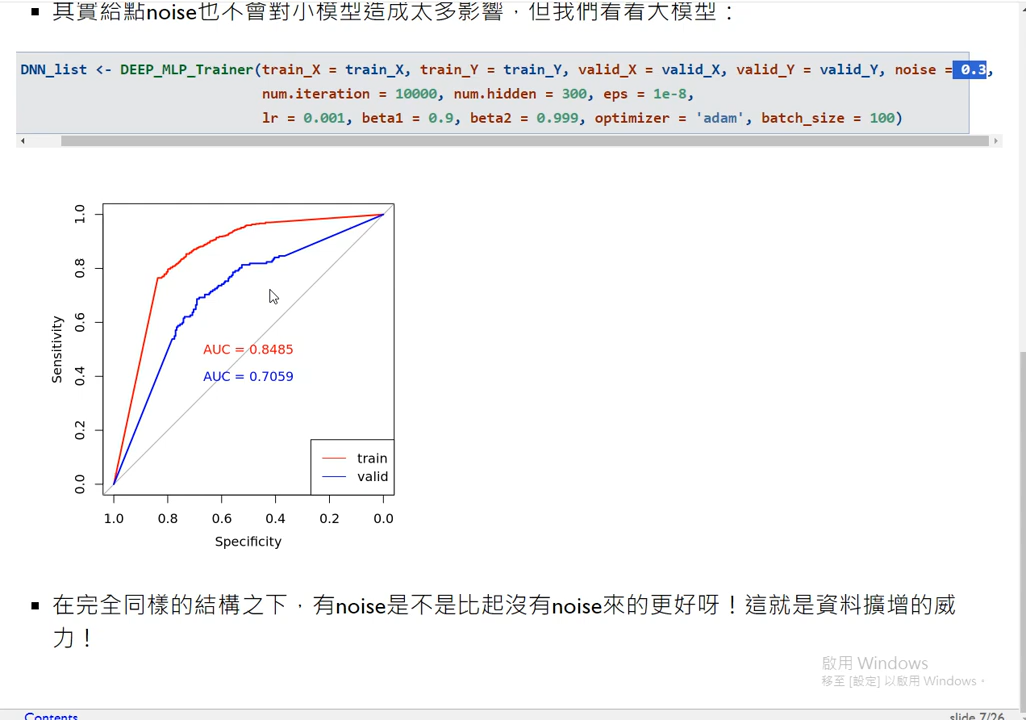 ▪ 其實給點noise也不會對小模型造成太多影響，但我們看看大模型：
DNN_list <- DEEP_MLP_Trainer(train_X = train_X, train_Y = train_Y, valid_X = valid_X, valid_Y = valid_Y, noise = 0.3,
num.iteration = 10000, num.hidden = 300, eps = 1e-8,
lr = 0.001, beta1 = 0.9, beta2 = 0.999, optimizer = 'adam', batch_size = 100)
1.0
0.8
0.6
0.4
0.2
0.0
Sensitivity
AUC = 0.8485
AUC = 0.7059
train
valid
1.0 0.8 0.6 0.4 0.2 0.0
Specificity
▪ 在完全同樣的結構之下，有noise是不是比起沒有noise來的更好呀！這就是資料擴增的威
力！
啟用 Windows
移至 [設定] 以啟用 Windows。
Contents
slide 7/26